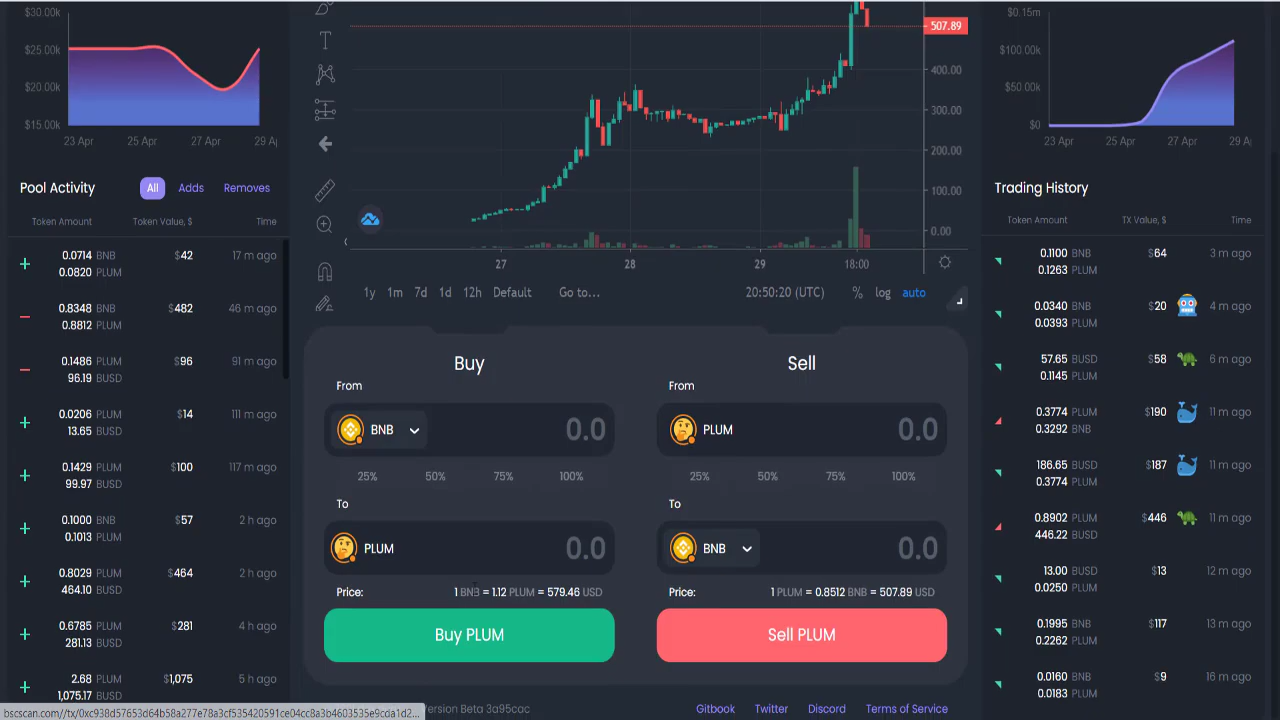 $30.00k
$25.00k
$20.00k
$15.00k
23 Apr 25 Apr 27 Apr 29 A
Pool Activity All Adds Removes
Token Amount Token Value, $ Time
0.0714 BNB $42 17 m ago
0.0820 PLUM
0.8348 BNB $482 46 m ago
0.8812 PLUM
0.1486 PLUM $96 91 m ago
96.19 BUSD
0.0206 PLUM $14 111 m ago
13.65 BUSD
0.1429 PLUM $100 117 m ago
99.97 BUSD
0.1000 BNB $57 2 h ago
0.1013 PLUM
0.8029 PLUM $464 2 h ago
464.10 BUSD
0.6785 PLUM $281 4 h ago
281.13 BUSD
2.68 PLUM $1,075 5 h ago
1,075.17 BUSD
bscscan.com//tx/0xc938d57653d64b58a277e78a3cf535420591ce04cc8a3b4603535e9cda1d2...
507.89
400.00
300.00
200.00
100.00
0.00
27 28 29 18:00
1y 1m 7d 1d 12h Default Go to... 20:50:20 (UTC) % log auto
Buy
From
BNB 0.0
25% 50% 75% 100%
To
PLUM 0.0
Price: 1 BNB = 1.12 PLUM = 579.46 USD
Buy PLUM
Sell
From
PLUM 0.0
25% 50% 75% 100%
To
BNB 0.0
Price: 1 PLUM = 0.8512 BNB = 507.89 USD
Sell PLUM
ersion Beta 3a95cac Gitbook Twitter Discord Terms of Service
$0.15m
$100.00k
$50.00k
$0
23 Apr 25 Apr 27 Apr 29 A
Trading History
Token Amount TX Value, $ Time
0.1100 BNB $64 3 m ago
0.1263 PLUM
0.0340 BNB $20 4 m ago
0.0393 PLUM
57.65 BUSD $58 6 m ago
0.1145 PLUM
0.3774 PLUM $190 11 m ago
0.3292 BNB
186.65 BUSD $187 11 m ago
0.3774 PLUM
0.8902 PLUM $446 11 m ago
446.22 BUSD
13.00 BUSD $13 12 m ago
0.0250 PLUM
0.1995 BNB $117 13 m ago
0.2262 PLUM
0.0160 BNB $9 16 m ago
0.0183 PLUM